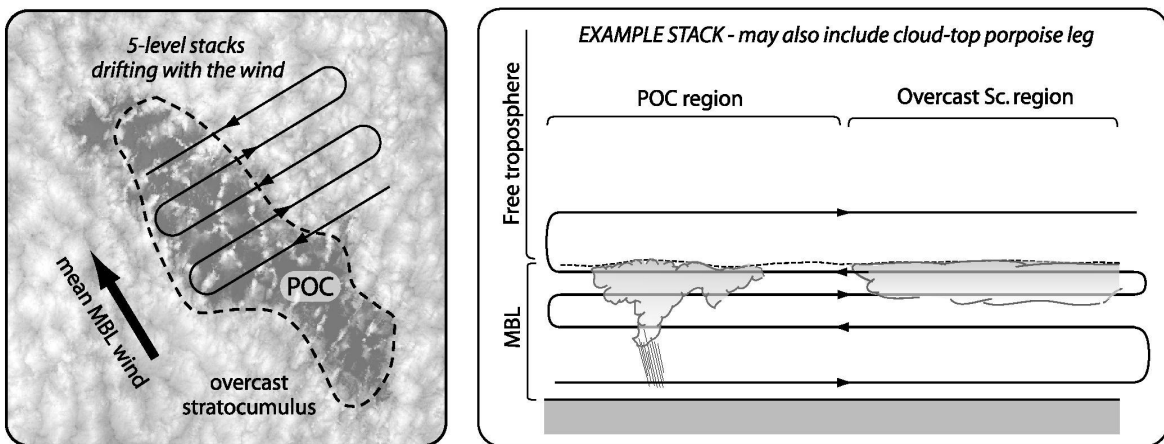 5-level stacks
drifting with the wind
POC
mean MBL wind
overcast
stratocumulus
EXAMPLE STACK - may also include cloud-top porpoise leg
POC region
Overcast Sc. region
Free troposphere
MBL